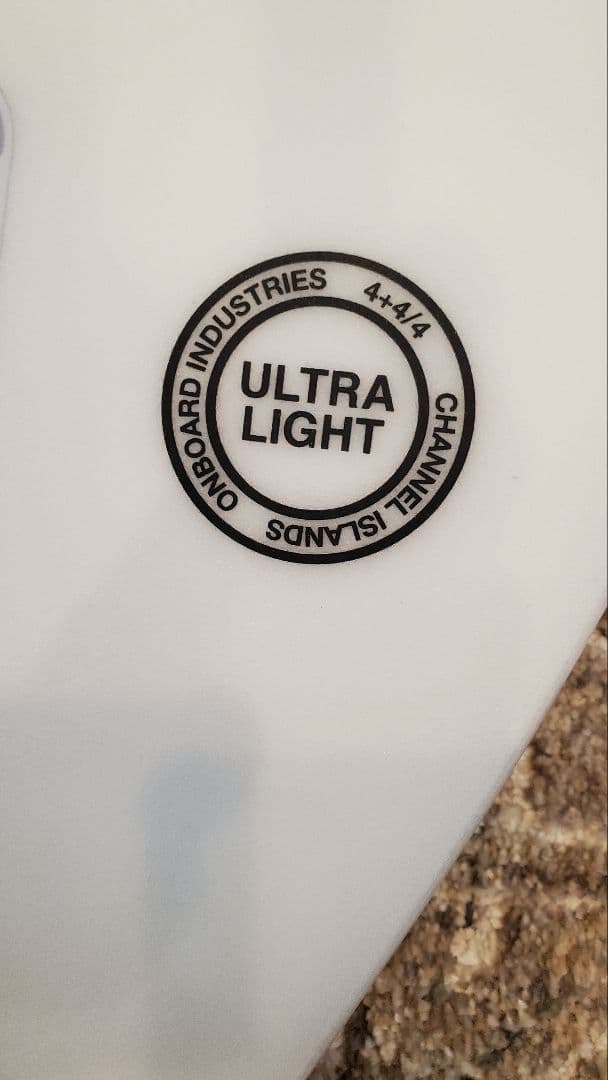 ONBOARD INDUSTRIES
4+4/4
CHANNEL ISLANDS
ULTRA
LIGHT